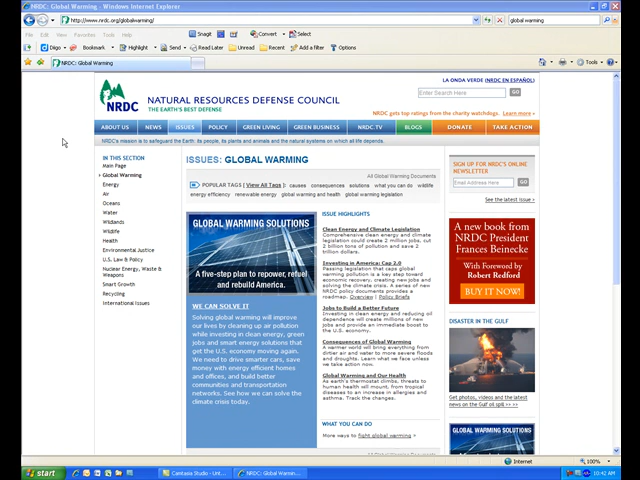 NRDC: Global Warming - Windows Internet Explorer
http://www.nrdc.org/globalwarming/
global warming
File Edit View Favorites Tools Help
Snagit Convert Select
Diigo Bookmark Highlight Send Read Later Unread Recent Add a filter Options
NRDC: Global Warming
Tools
LA ONDA VERDE (NRDC EN ESPAÑOL)
Enter Search Here GO
NRDC
NATURAL RESOURCES DEFENSE COUNCIL
THE EARTH'S BEST DEFENSE
NRDC gets top ratings from the charity watchdogs. Learn more »
ABOUT US NEWS ISSUES POLICY GREEN LIVING GREEN BUSINESS NRDC.TV BLOGS DONATE TAKE ACTION
NRDC's mission is to safeguard the Earth: its people, its plants and animals and the natural systems on which all life depends.
IN THIS SECTION
Main Page
Global Warming
Energy
Air
Oceans
Water
Wildlands
Wildlife
Health
Environmental Justice
U.S. Law & Policy
Nuclear Energy, Waste &
Weapons
Smart Growth
Recycling
International Issues
ISSUES: GLOBAL WARMING
All Global Warming Documents
POPULAR TAGS [ View All Tags ]: causes consequences solutions what you can do wildlife
energy efficiency renewable energy global warming and health global warming legislation
GLOBAL WARMING SOLUTIONS
A five-step plan to repower, refuel
and rebuild America.
WE CAN SOLVE IT
Solving global warming will improve
our lives by cleaning up air pollution
while investing in clean energy, green
jobs and smart energy solutions that
get the U.S. economy moving again.
We need to drive smarter cars, save
money with energy efficient homes
and offices, and build better
communities and transportation
networks. See how we can solve the
climate crisis today.
ISSUE HIGHLIGHTS
Clean Energy and Climate Legislation
Comprehensive clean energy and climate
legislation could create 2 million jobs, cut
2 billion tons of pollution and save 2
trillion dollars.
Investing in America: Cap 2.0
Passing legislation that caps global
warming pollution is a key step toward
economic recovery, creating new jobs and
solving the climate crisis. A series of new
NRDC policy documents provides a
roadmap. Overview | Policy Briefs
Jobs to Build a Better Future
Investing in clean energy and reducing oil
dependence will create millions of new
jobs and provide an immediate boost to
the U.S. economy.
Consequences of Global Warming
A warmer world will bring everything from
dirtier air and water to more severe floods
and droughts. Learn what we face unless
we take action now.
Global Warming and Our Health
As earth's thermostat climbs, threats to
human health will mount, from tropical
diseases to an increase in allergies and
asthma. Track the changes.
WHAT YOU CAN DO
More ways to fight global warming >
SIGN UP FOR NRDC'S ONLINE
NEWSLETTER
Email Address Here GO
See the latest issue >
A new book from
NRDC President
Frances Beinecke
With Foreword by
Robert Redford
BUY IT NOW!
DISASTER IN THE GULF
Get photos, videos and the latest
news on the Gulf oil spill >> >>
GLOBAL WARMING SOLUTIONS
Internet 100%
start Camtasia Studio - Unt... NRDC: Global Warmin... 10:42 AM